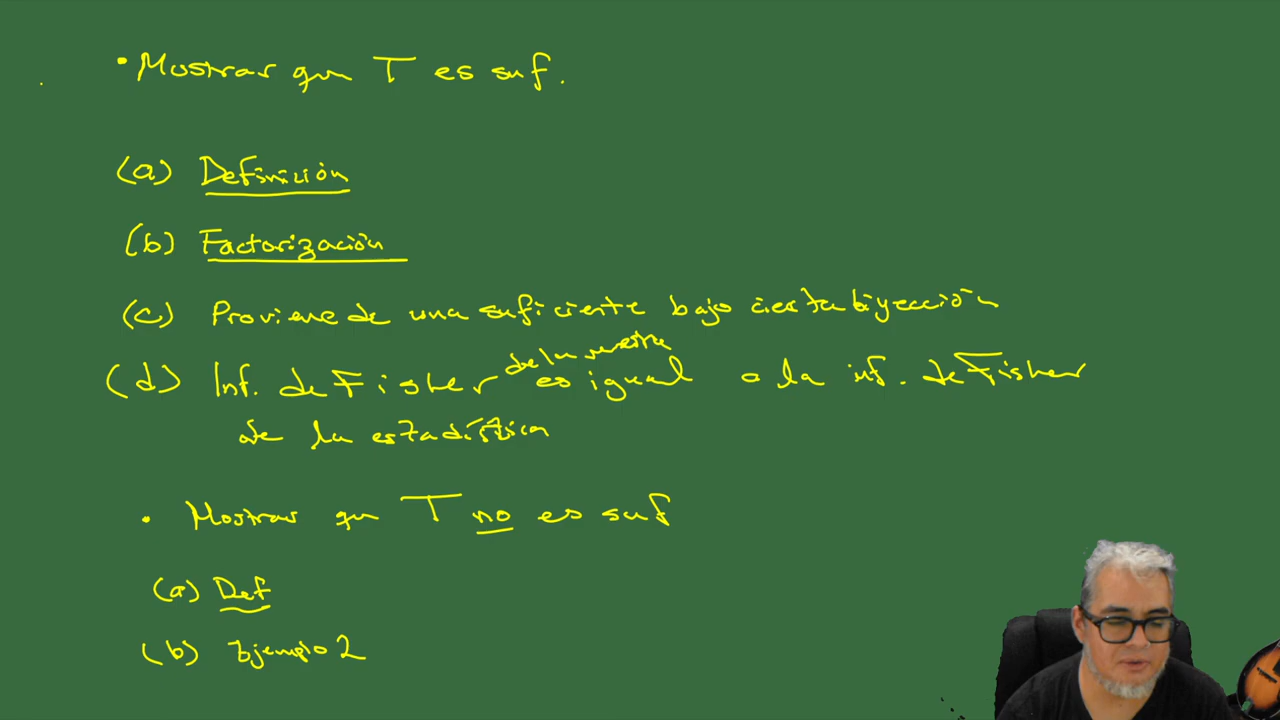 • Mostrar que T es suf.
(a) Definición
(b) Factorización
(c) Proviene de una suficiente bajo cierta biyección
de la muestra
(d) Inf. de Fisher es igual a la inf. de Fisher
de la estadística
• Mostrar que T no es suf
(a) Def
(b) Ejemplo 2